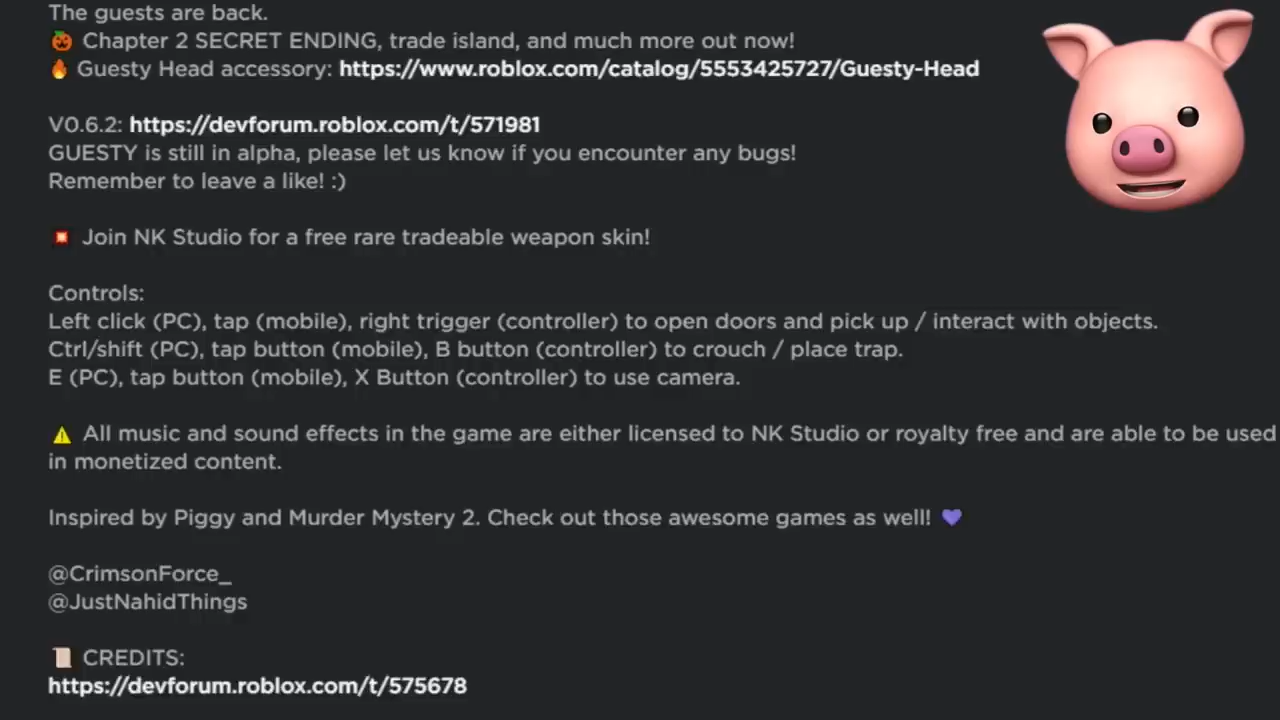 The guests are back.
🎃 Chapter 2 SECRET ENDING, trade island, and much more out now!
🔥 Guesty Head accessory: https://www.roblox.com/catalog/5553425727/Guesty-Head
V0.6.2: https://devforum.roblox.com/t/571981
GUESTY is still in alpha, please let us know if you encounter any bugs!
Remember to leave a like! :)
💥 Join NK Studio for a free rare tradeable weapon skin!
Controls:
Left click (PC), tap (mobile), right trigger (controller) to open doors and pick up / interact with objects.
Ctrl/shift (PC), tap button (mobile), B button (controller) to crouch / place trap.
E (PC), tap button (mobile), X Button (controller) to use camera.
⚠️ All music and sound effects in the game are either licensed to NK Studio or royalty free and are able to be used
in monetized content.
Inspired by Piggy and Murder Mystery 2. Check out those awesome games as well! 💜
@CrimsonForce_
@JustNahidThings
📜 CREDITS:
https://devforum.roblox.com/t/575678